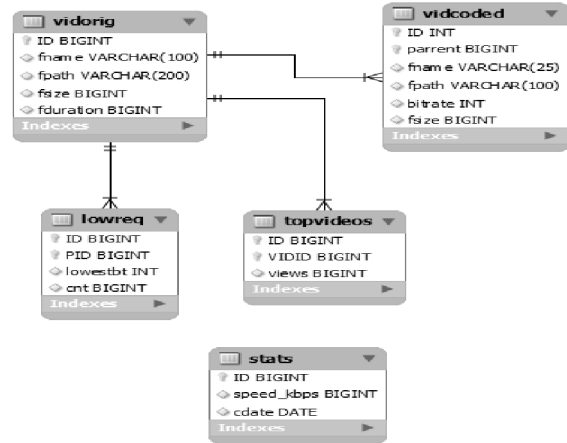 vidorig
ID BIGINT
fname VARCHAR(100)
fpath VARCHAR(200)
fsize BIGINT
fduration BIGINT
Indexes
vidcoded
ID INT
parrent BIGINT
fname VARCHAR(25)
fpath VARCHAR(100)
bitrate INT
fsize BIGINT
Indexes
lowreq
ID BIGINT
PID BIGINT
lowestbt INT
cnt BIGINT
Indexes
topvideos
ID BIGINT
VIDID BIGINT
views BIGINT
Indexes
stats
ID BIGINT
speed_kbps BIGINT
cdate DATE
Indexes